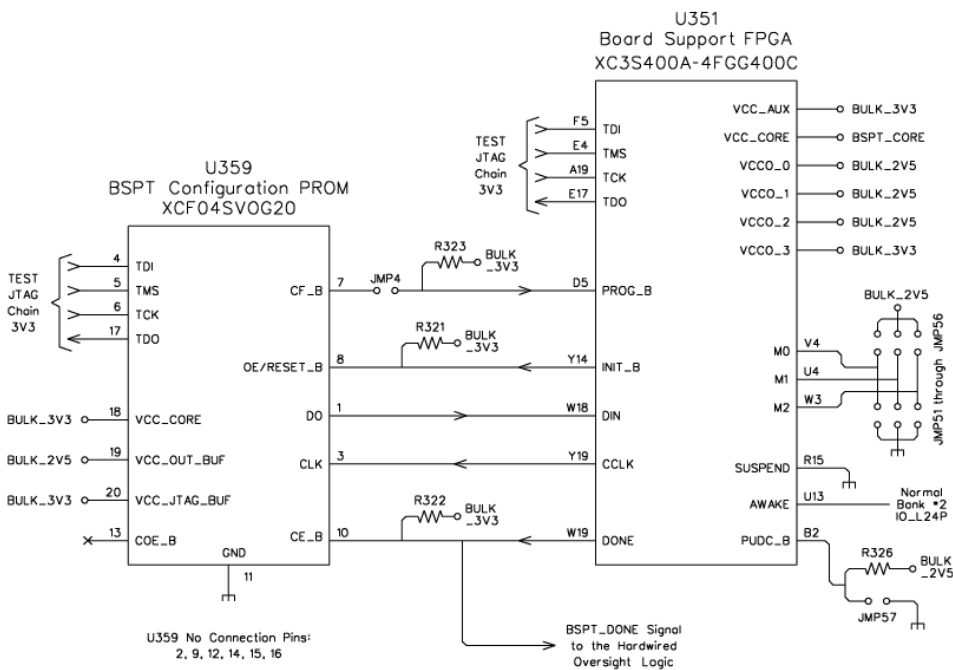 U351
Board Support FPGA
XC3S400A-4FGG400C
U359
BSPT Configuration PROM
XCF04SVOG20
TEST
JTAG
Chain
3V3
4 TDI
5 TMS
6 TCK
17 TDO
BULK_3V3 18 VCC_CORE
BULK_2V5 19 VCC_OUT_BUF
BULK_3V3 20 VCC_JTAG_BUF
13 COE_B
GND
11
CF_B 7
OE/RESET_B 8
DO 1
CLK 3
CE_B 10
JMP4
R323
BULK
_3V3
R321
BULK
_3V3
R322
BULK
_3V3
TEST
JTAG
Chain
3V3
F5 TDI
E4 TMS
A19 TCK
E17 TDO
D5 PROG_B
Y14 INIT_B
W18 DIN
Y19 CCLK
W19 DONE
VCC_AUX BULK_3V3
VCC_CORE BSPT_CORE
VCCO_0 BULK_2V5
VCCO_1 BULK_2V5
VCCO_2 BULK_2V5
VCCO_3 BULK_3V3
BULK_2V5
M0 V4
M1 U4
M2 W3
JMP51 through JMP56
SUSPEND R15
AWAKE U13
Normal
Bank *2
IO_L24P
PUDC_B B2
R326
BULK
_2V5
JMP57
U359 No Connection Pins:
2, 9, 12, 14, 15, 16
BSPT_DONE Signal
to the Hardwired
Oversight Logic